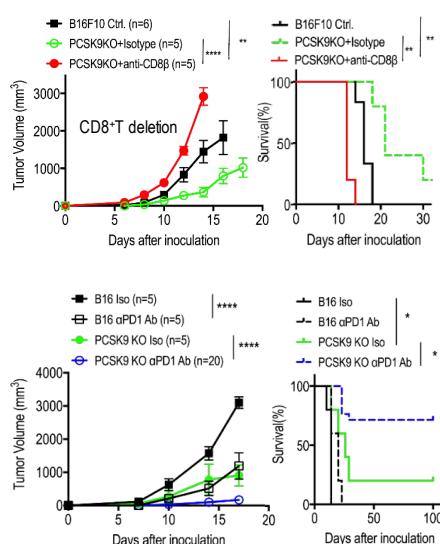 B16F10 Ctrl. (n=6)
PCSK9KO+Isotype (n=5)
PCSK9KO+anti-CD8β (n=5)
****
**
3000
2000
1000
0
Tumor Volume (mm³)
CD8⁺T deletion
0
5
10
15
20
Days after inoculation
B16F10 Ctrl.
PCSK9KO+Isotype
PCSK9KO+anti-CD8β
**
**
100
50
0
Survival(%)
0
10
20
30
Days after inoculation
B16 Iso (n=5)
B16 αPD1 Ab (n=5)
PCSK9 KO Iso (n=5)
PCSK9 KO αPD1 Ab (n=20)
****
****
4000
3000
2000
1000
0
Tumor Volume (mm³)
0
5
10
15
20
Days after inoculation
B16 Iso
B16 αPD1 Ab
PCSK9 KO Iso
PCSK9 KO αPD1 Ab
*
*
100
50
0
Survival(%)
0
50
100
Days after inoculation